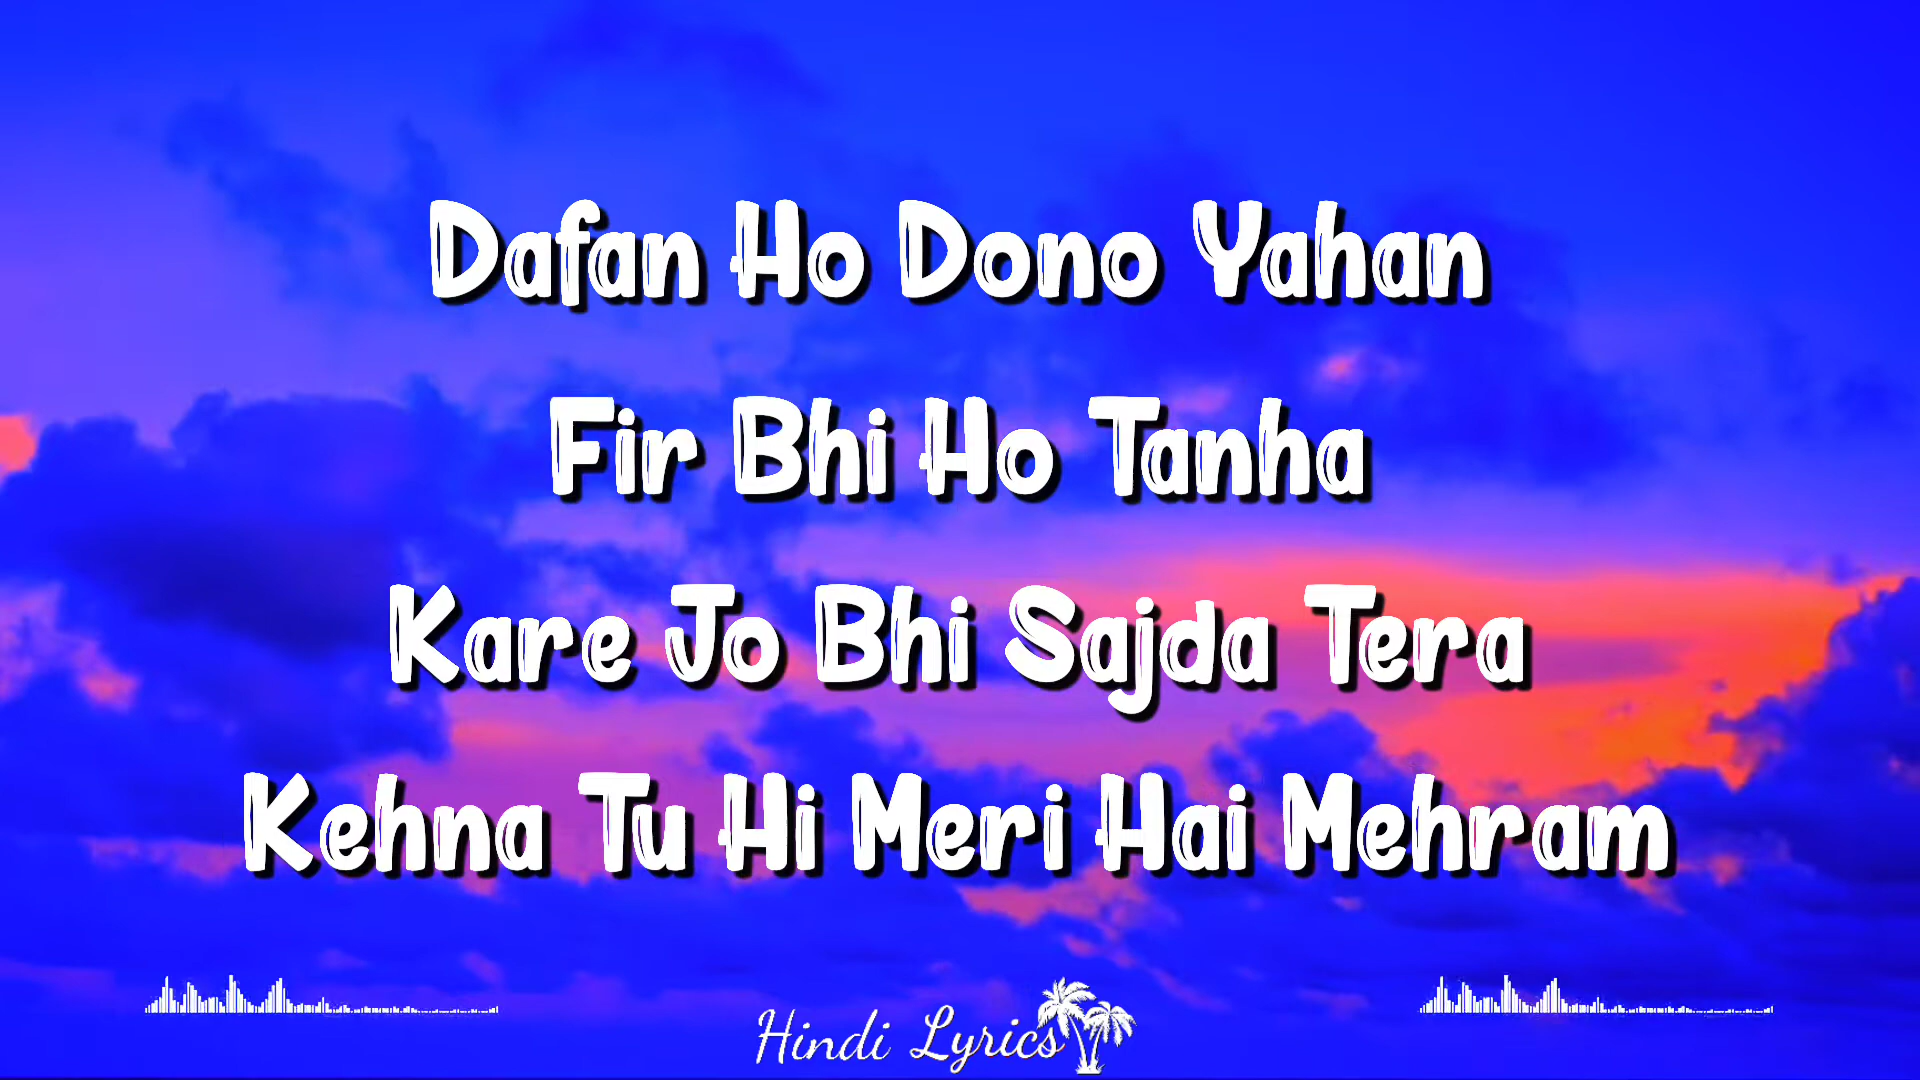 Dafan Ho Dono Yahan
Fir Bhi Ho Tanha
Kare Jo Bhi Sajda Tera
Kehna Tu Hi Meri Hai Mehram
Hindi Lyrics